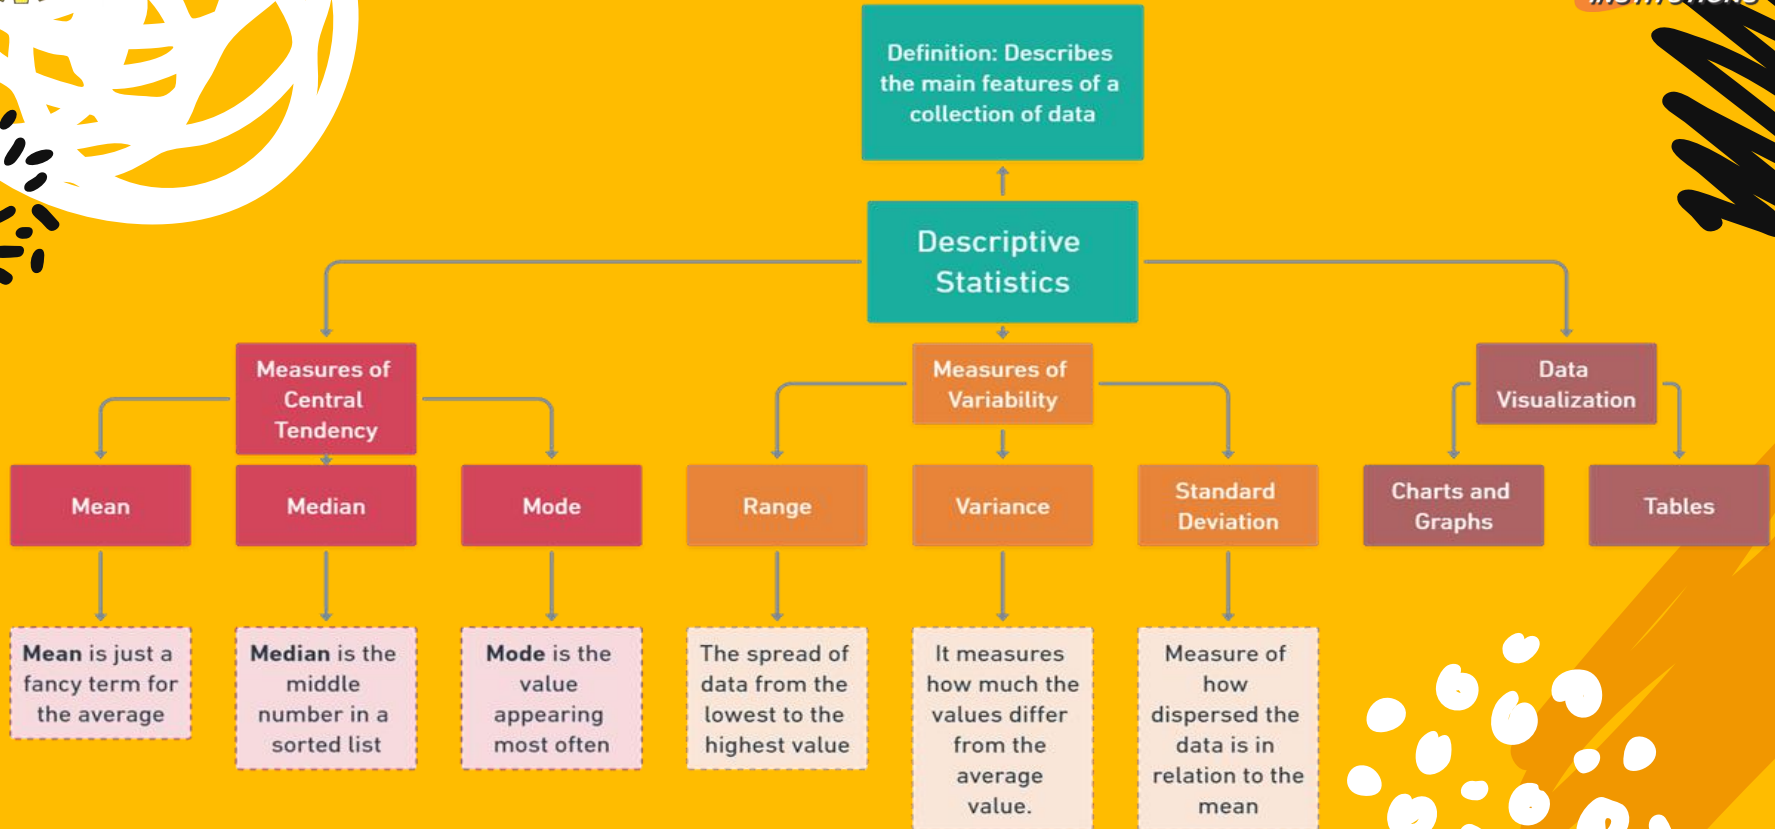 Definition: Describes
the main features of a
collection of data
Descriptive
Statistics
Measures of
Central
Tendency
Measures of
Variability
Data
Visualization
Mean
Median
Mode
Range
Variance
Standard
Deviation
Charts and
Graphs
Tables
Mean is just a
fancy term for
the average
Median is the
middle
number in a
sorted list
Mode is the
value
appearing
most often
The spread of
data from the
lowest to the
highest value
It measures
how much the
values differ
from the
average
value.
Measure of
how
dispersed the
data is in
relation to the
mean